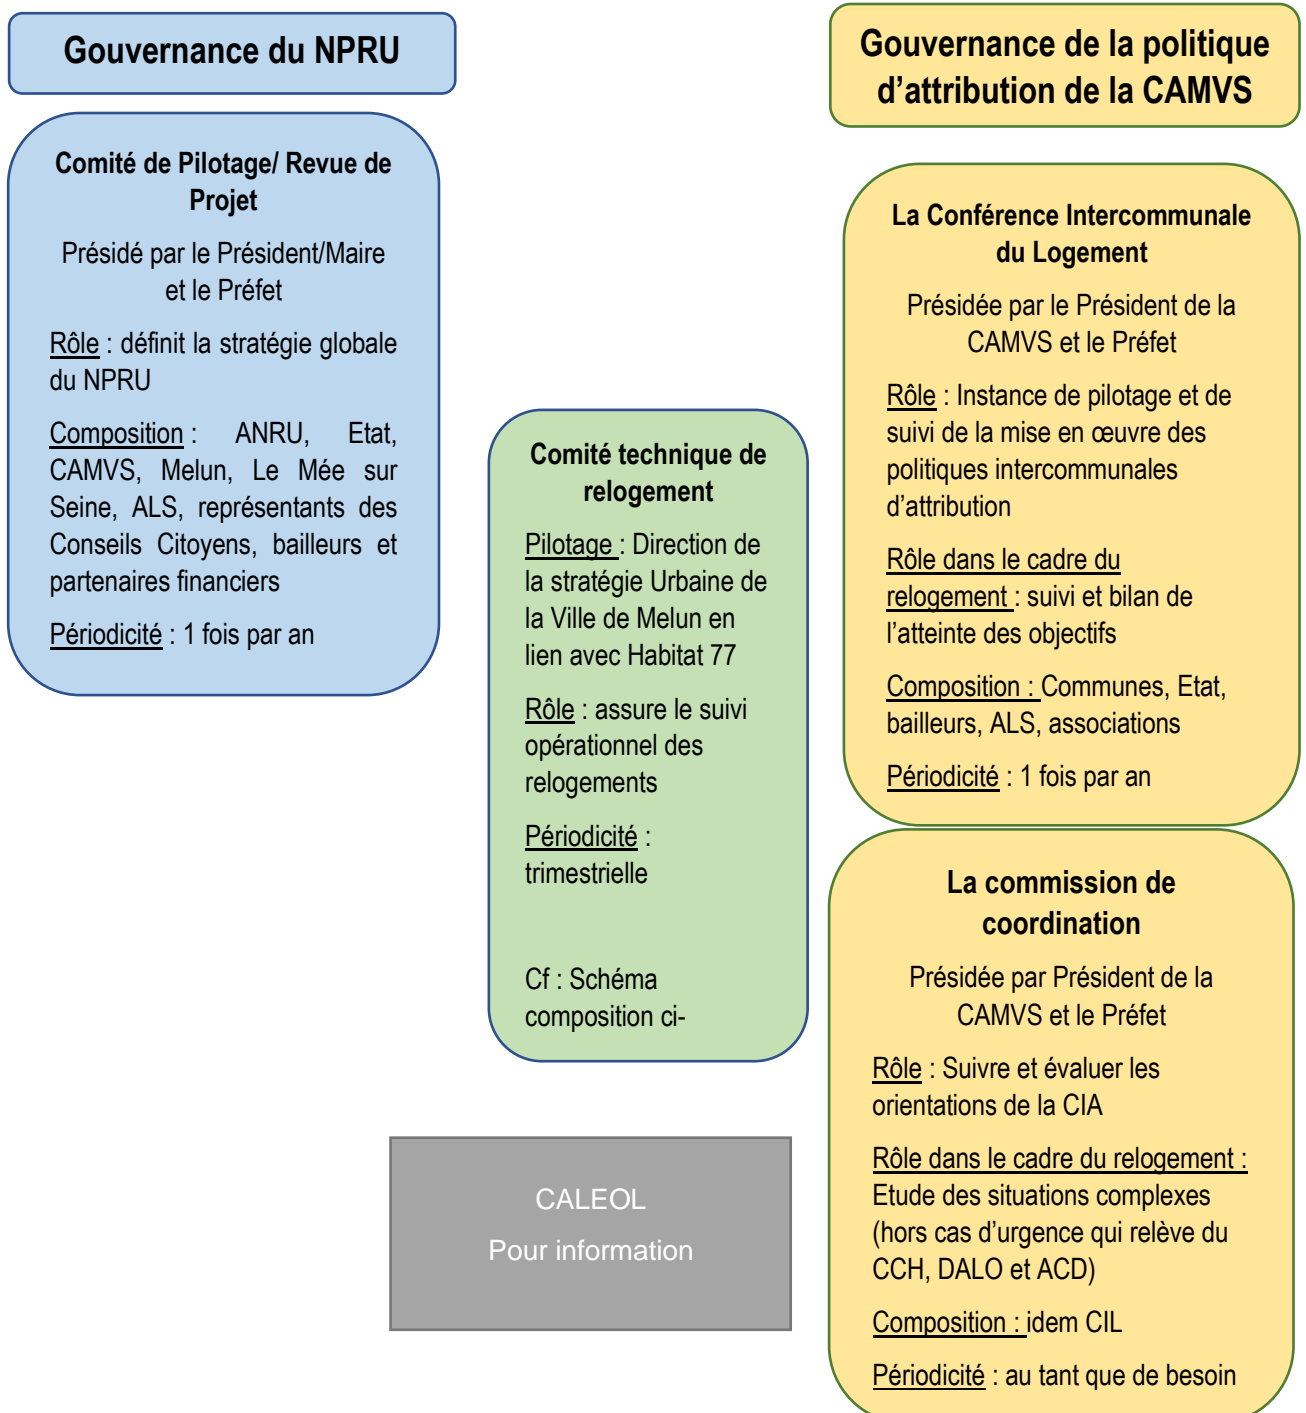 Gouvernance du NPRU
Comité de Pilotage/ Revue de
Projet
Présidé par le Président/Maire
et le Préfet
Rôle : définit la stratégie globale
du NPRU
Composition : ANRU, Etat,
CAMVS, Melun, Le Mée sur
Seine, ALS, représentants des
Conseils Citoyens, bailleurs et
partenaires financiers
Périodicité : 1 fois par an
Comité technique de
relogement
Pilotage : Direction de
la stratégie Urbaine de
la Ville de Melun en
lien avec Habitat 77
Rôle : assure le suivi
opérationnel des
relogements
Périodicité :
trimestrielle
Cf : Schéma
composition ci-
CALEOL
Pour information
Gouvernance de la politique
d’attribution de la CAMVS
La Conférence Intercommunale
du Logement
Présidée par le Président de la
CAMVS et le Préfet
Rôle : Instance de pilotage et de
suivi de la mise en œuvre des
politiques intercommunales
d’attribution
Rôle dans le cadre du
relogement : suivi et bilan de
l’atteinte des objectifs
Composition : Communes, Etat,
bailleurs, ALS, associations
Périodicité : 1 fois par an
La commission de
coordination
Présidée par Président de la
CAMVS et le Préfet
Rôle : Suivre et évaluer les
orientations de la CIA
Rôle dans le cadre du relogement :
Etude des situations complexes
(hors cas d’urgence qui relève du
CCH, DALO et ACD)
Composition : idem CIL
Périodicité : au tant que de besoin